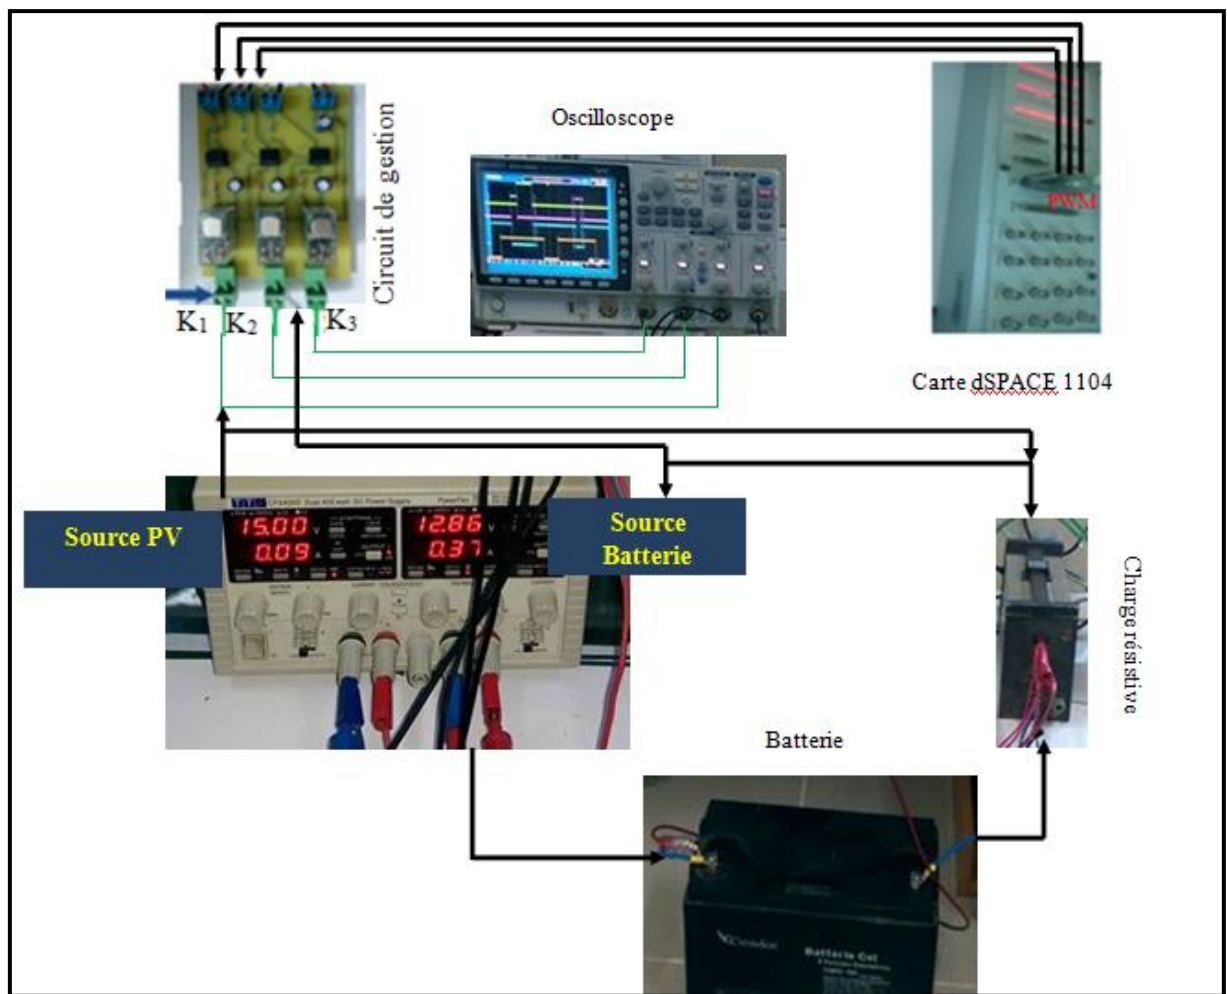 Oscilloscope
Circuit de gestion
PWM
K1 K2 K3
Carte dSPACE 1104
Source PV
15.00 V
0.09 A
12.86 V
0.37 A
Source
Batterie
Charge résistive
Batterie
Batterie Gel